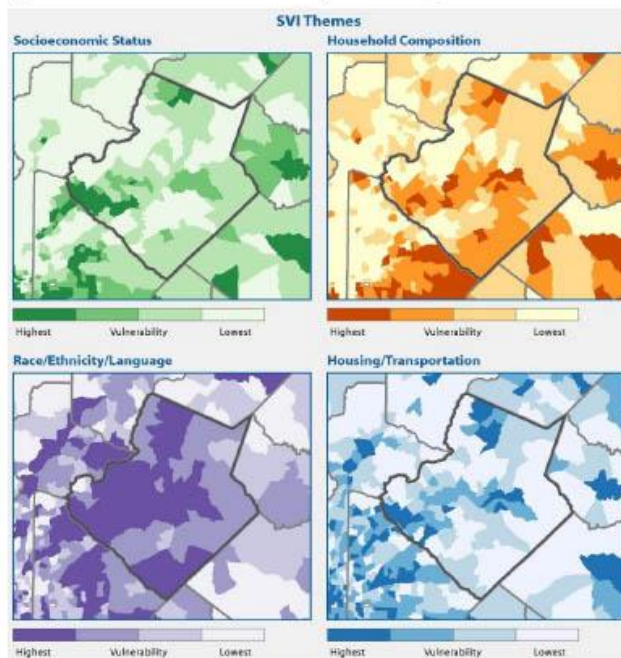 SVI Themes
Socioeconomic Status
Household Composition
Highest Vulnerability Lowest
Highest Vulnerability Lowest
Race/Ethnicity/Language
Housing/Transportation
Highest Vulnerability Lowest
Highest Vulnerability Lowest